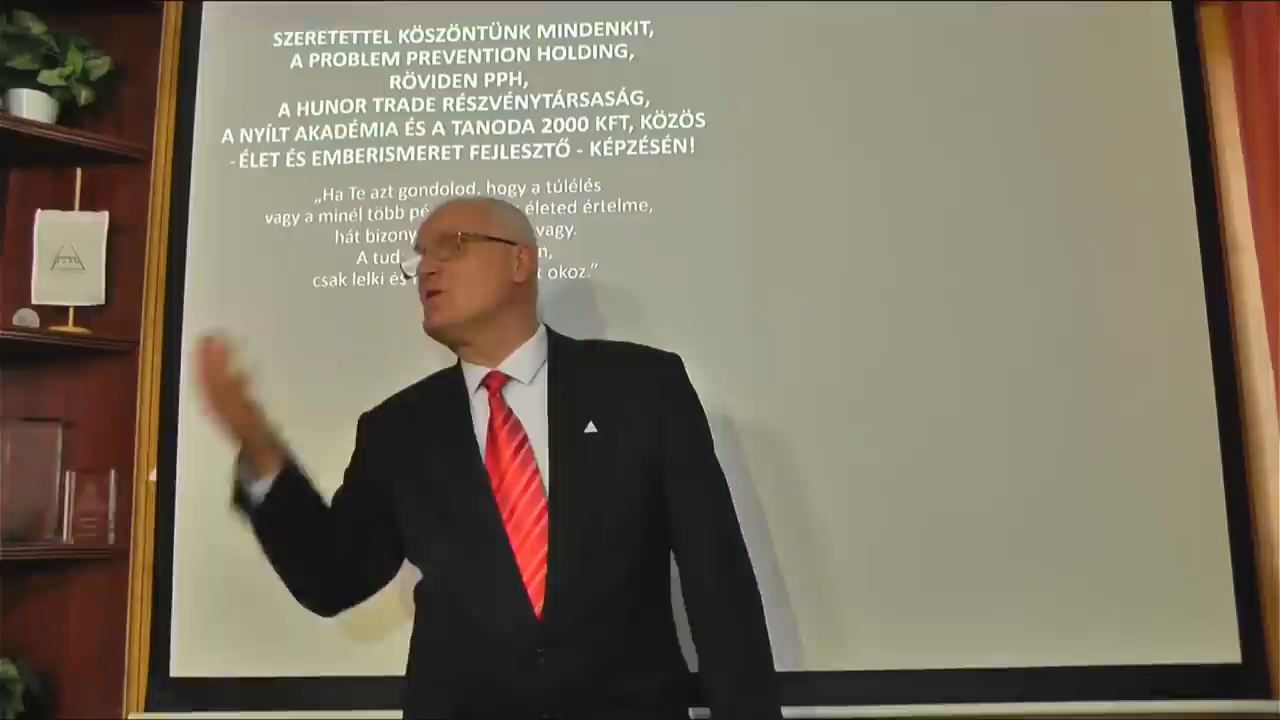 SZERETETTEL KÖSZÖNTÜNK MINDENKIT,
A PROBLEM PREVENTION HOLDING,
RÖVIDEN PPH,
A HUNOR TRADE RÉSZVÉNYTÁRSASÁG,
A NYÍLT AKADÉMIA ÉS A TANODA 2000 KFT, KÖZÖS
- ÉLET ÉS EMBERISMERET FEJLESZTŐ - KÉPZÉSÉN!
„Ha Te azt gondolod, hogy a túlélés
vagy a minél több életed értelme,
hát vagy.
A
csak lelki és okoz.”